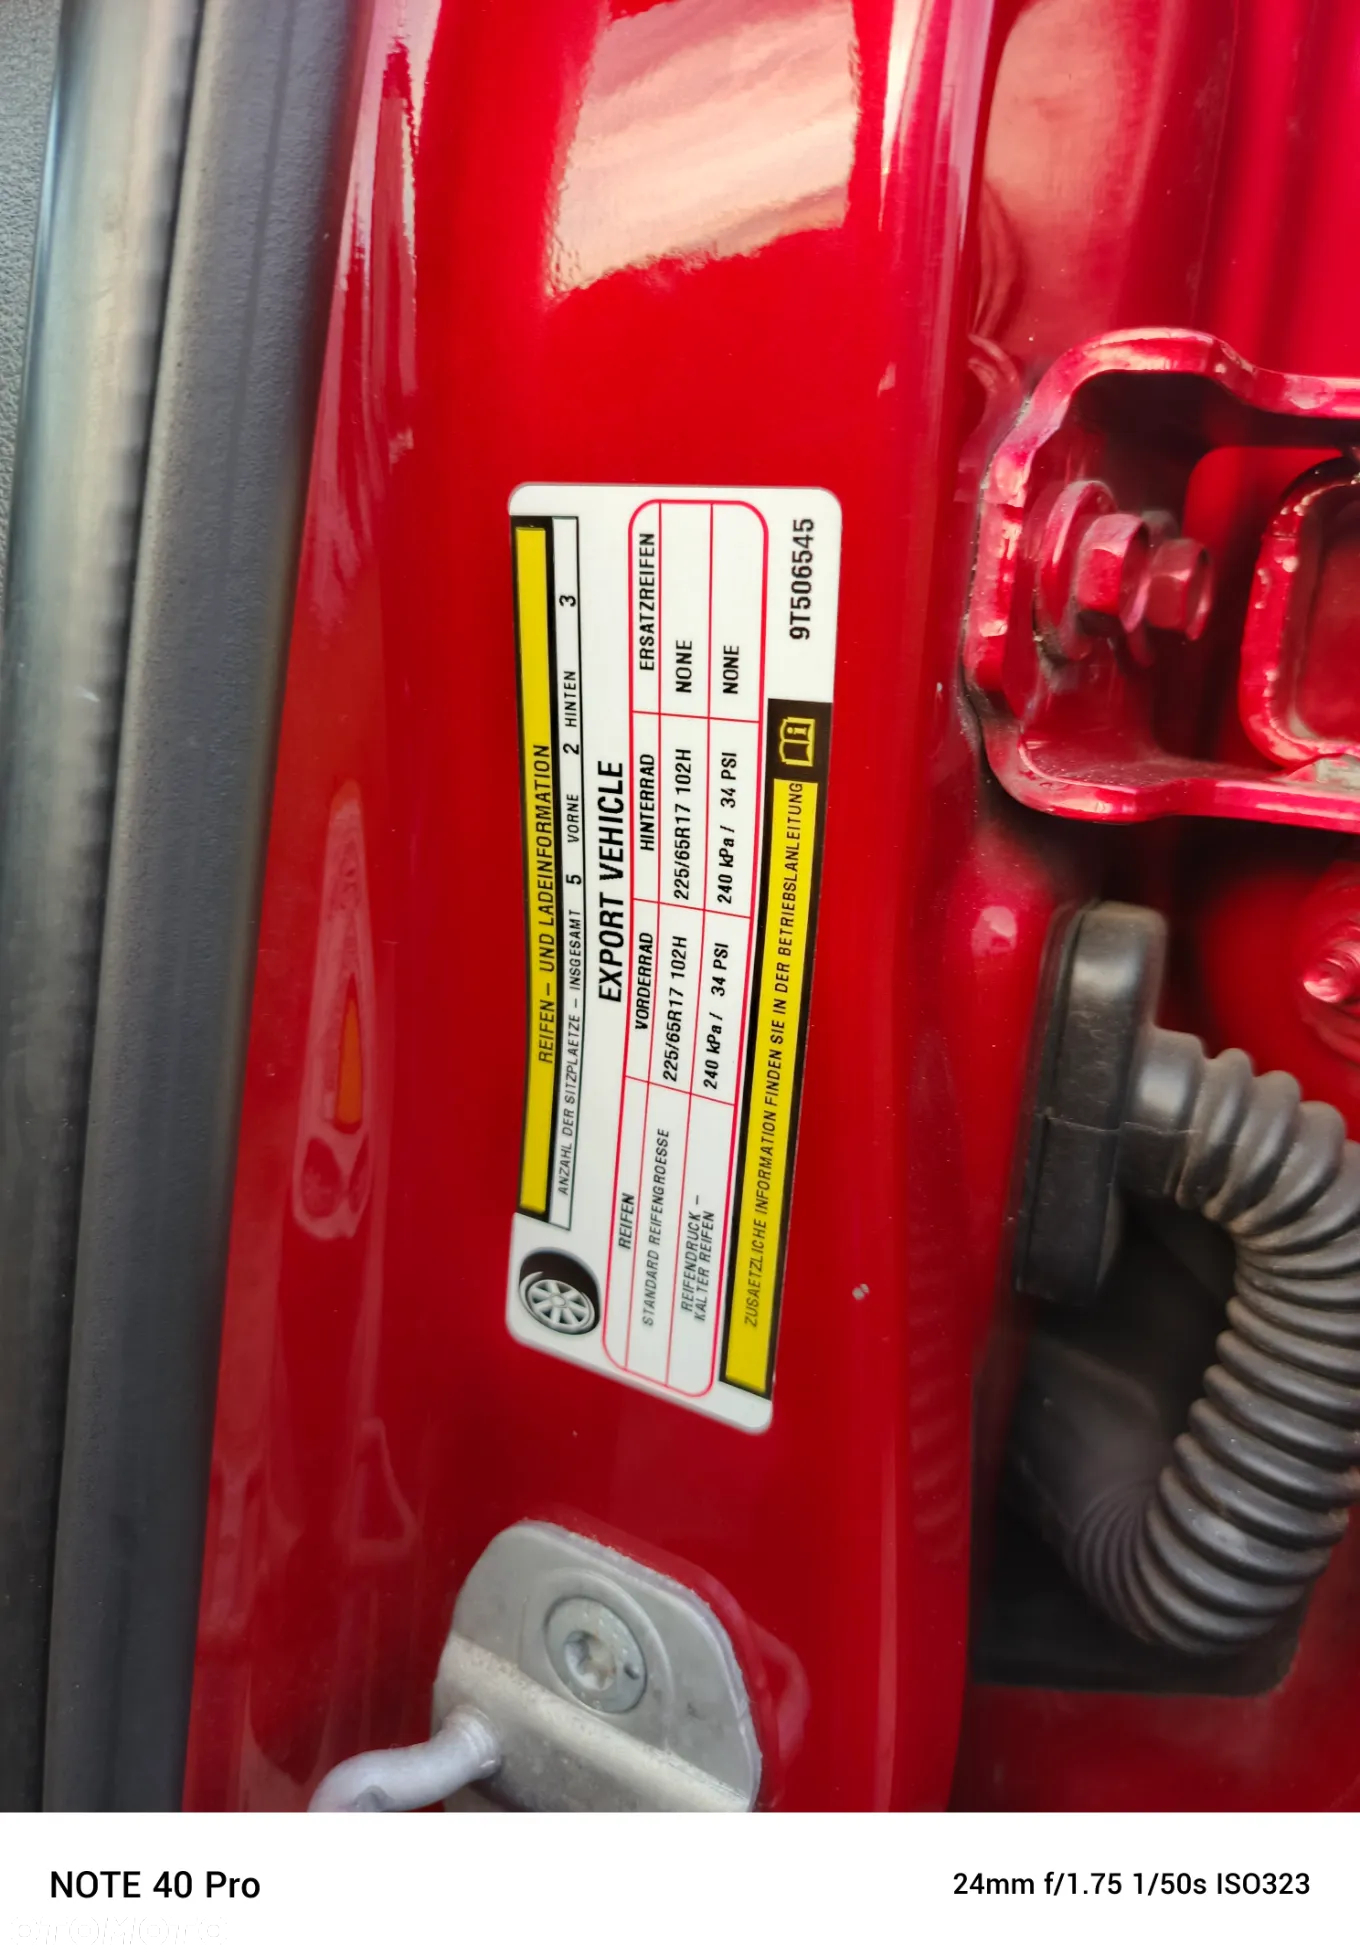 REIFEN- UND LADEINFORMATION
ANZAHL DER SITZPLAETZE - INSGESAMT 5 VORNE 2 HINTEN 3
EXPORT VEHICLE
REIFEN VORDERRAD HINTERRAD ERSATZREIFEN
STANDARD REIFENGROESSE 225/65R17 102H 225/65R17 102H NONE
REIFENDRUCK -
KALTER REIFEN 240 kPa / 34 PSI 240 kPa / 34 PSI NONE
ZUSAETZLICHE INFORMATION FINDEN SIE IN DER BETRIEBSLANLEITUNG
9T506545
NOTE 40 Pro
24mm f/1.75 1/50s ISO323
OTOMOTO